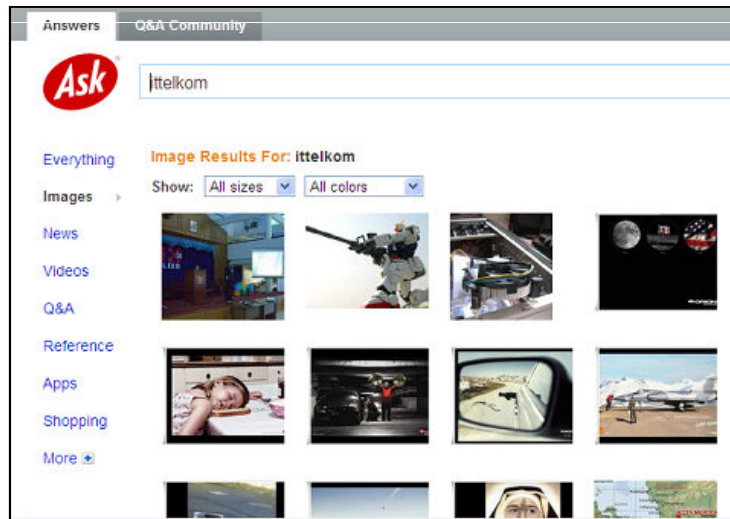 Answers Q&A Community
Ask
ittelkom
Everything
Image Results For: ittelkom
Show: All sizes All colors
Images
News
Videos
Q&A
Reference
Apps
Shopping
More